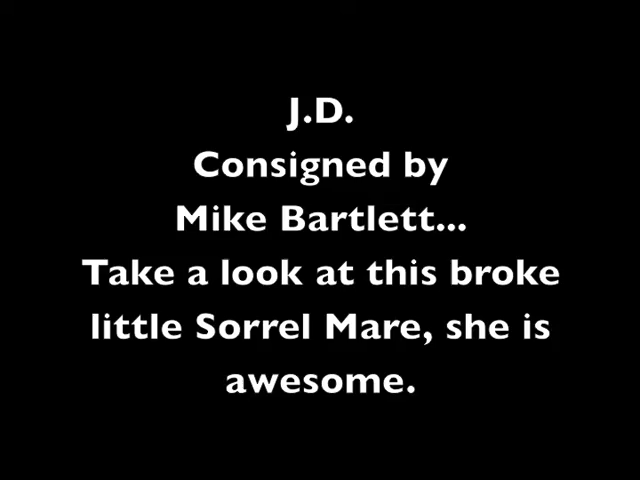 J.D.
Consigned by
Mike Bartlett...
Take a look at this broke
little Sorrel Mare, she is
awesome.